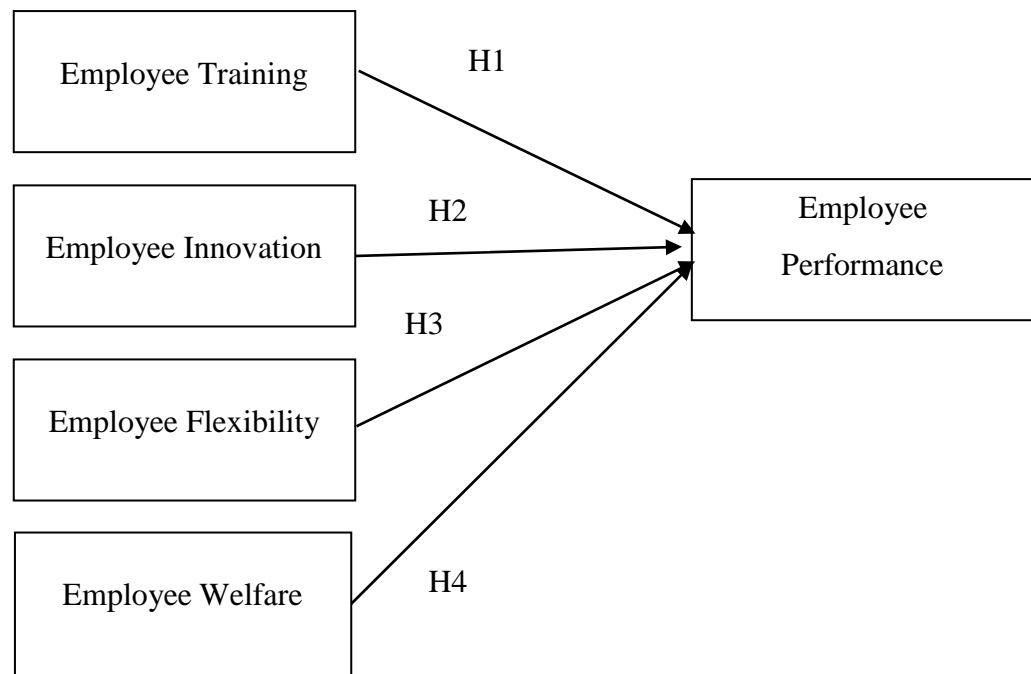 Employee Training
H1
Employee Innovation
H2
Employee
Performance
H3
Employee Flexibility
Employee Welfare
H4